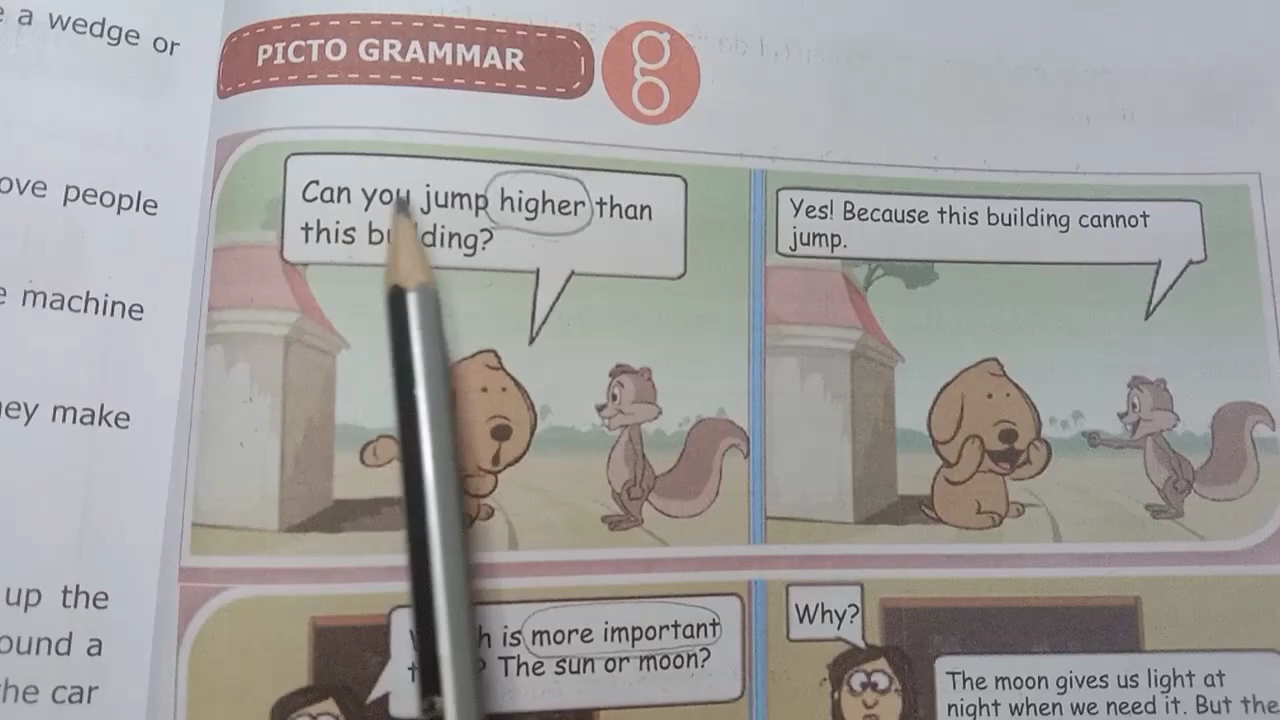 e a wedge or
ove people
e machine
ey make
up the
ound a
he car
PICTO GRAMMAR
g
Can you jump higher than
this building?
Yes! Because this building cannot
jump.
is more important
? The sun or moon?
Why?
The moon gives us light at
night when we need it. But the